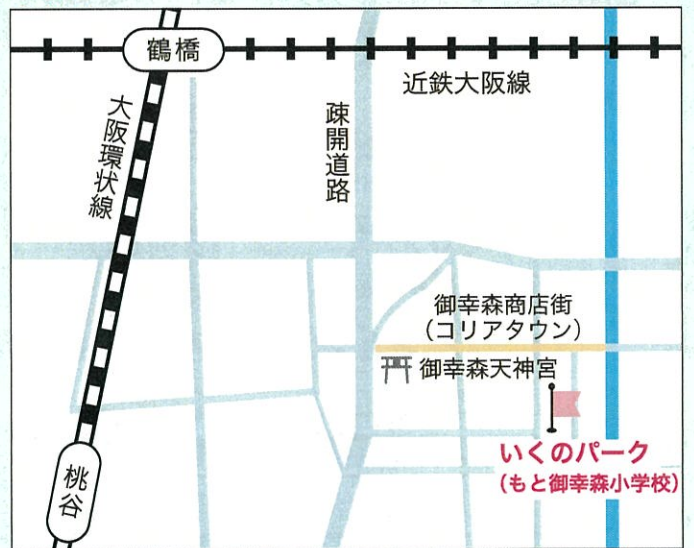 鶴橋
近鉄大阪線
大阪環状線
疎開道路
御幸森商店街
（コリアタウン）
御幸森天神宮
いくのパーク
（もと御幸森小学校）
桃谷